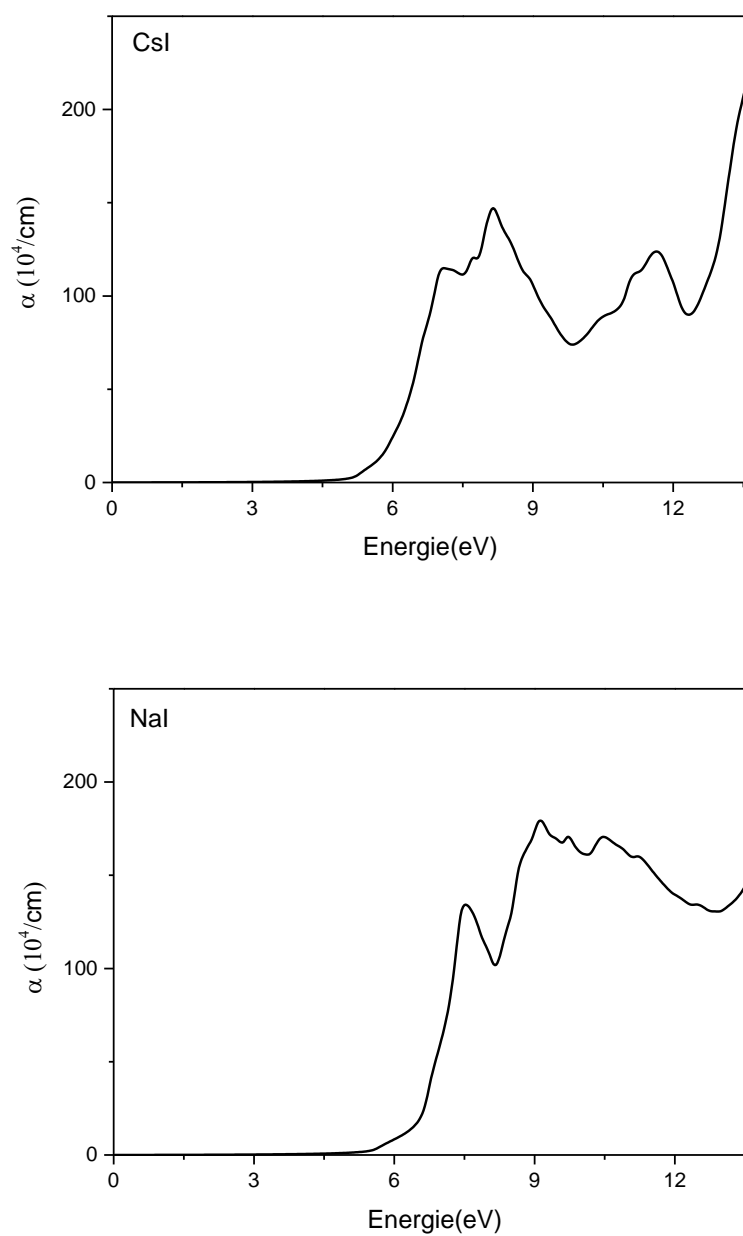 CsI
200
100
0
α (10⁴/cm)
0 3 6 9 12
Energie(eV)
NaI
200
100
0
α (10⁴/cm)
0 3 6 9 12
Energie(eV)